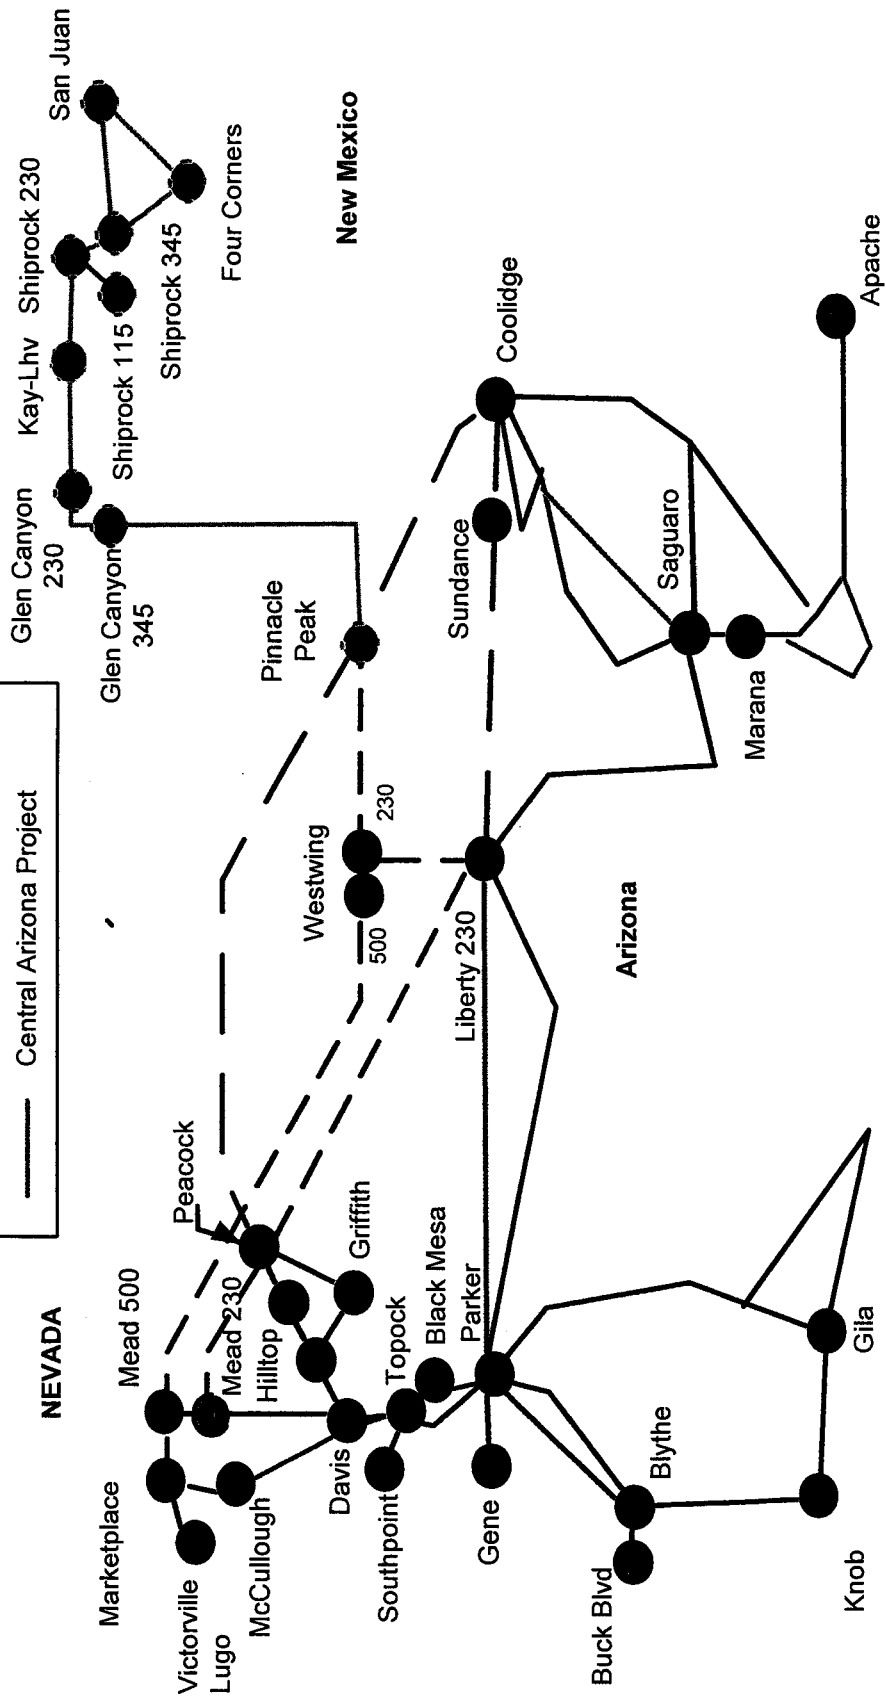 Central Arizona Project
NEVADA
New Mexico
Arizona
Marketplace
Mead 500
Victorville
Lugo
McCullough
Mead 230
Hilltop
Peacock
Griffith
Davis
Topock
Southpoint
Black Mesa
Parker
Gene
Buck Blvd
Blythe
Knob
Gila
Westwing
500
230
Liberty 230
Pinnacle
Peak
Glen Canyon
230
Glen Canyon
345
Kay-Lhv
Shiprock 230
Shiprock 115
Shiprock 345
San Juan
Four Corners
Sundance
Coolidge
Saguaro
Marana
Apache